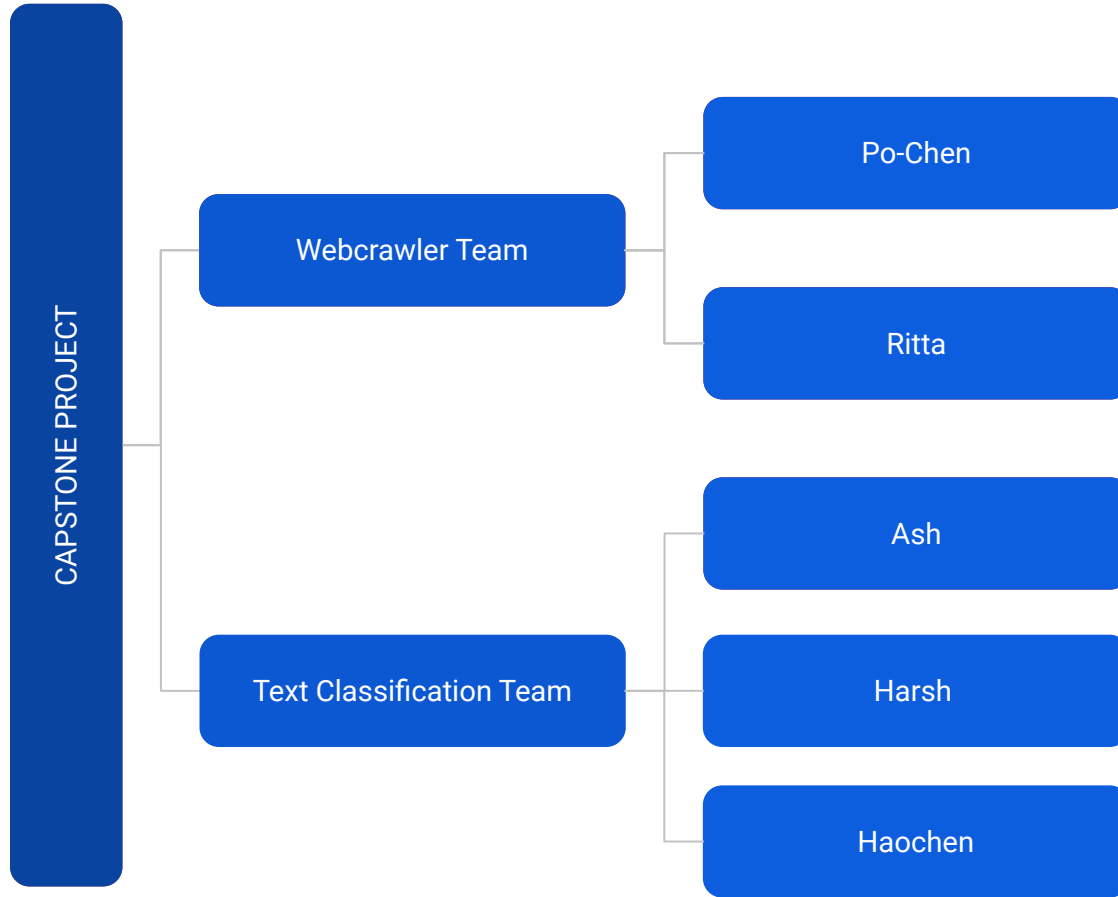 CAPSTONE PROJECT
Webcrawler Team
Po-Chen
Ritta
Text Classification Team
Ash
Harsh
Haochen